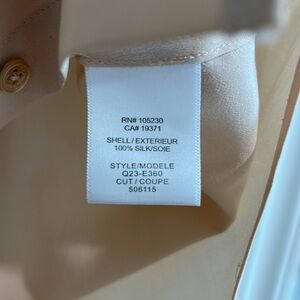 RN# 105230
CA# 19371
SHELL / EXTERIEUR
100% SILK/SOIE
STYLE/MODELE
Q23-E360
CUT / COUPE
506115